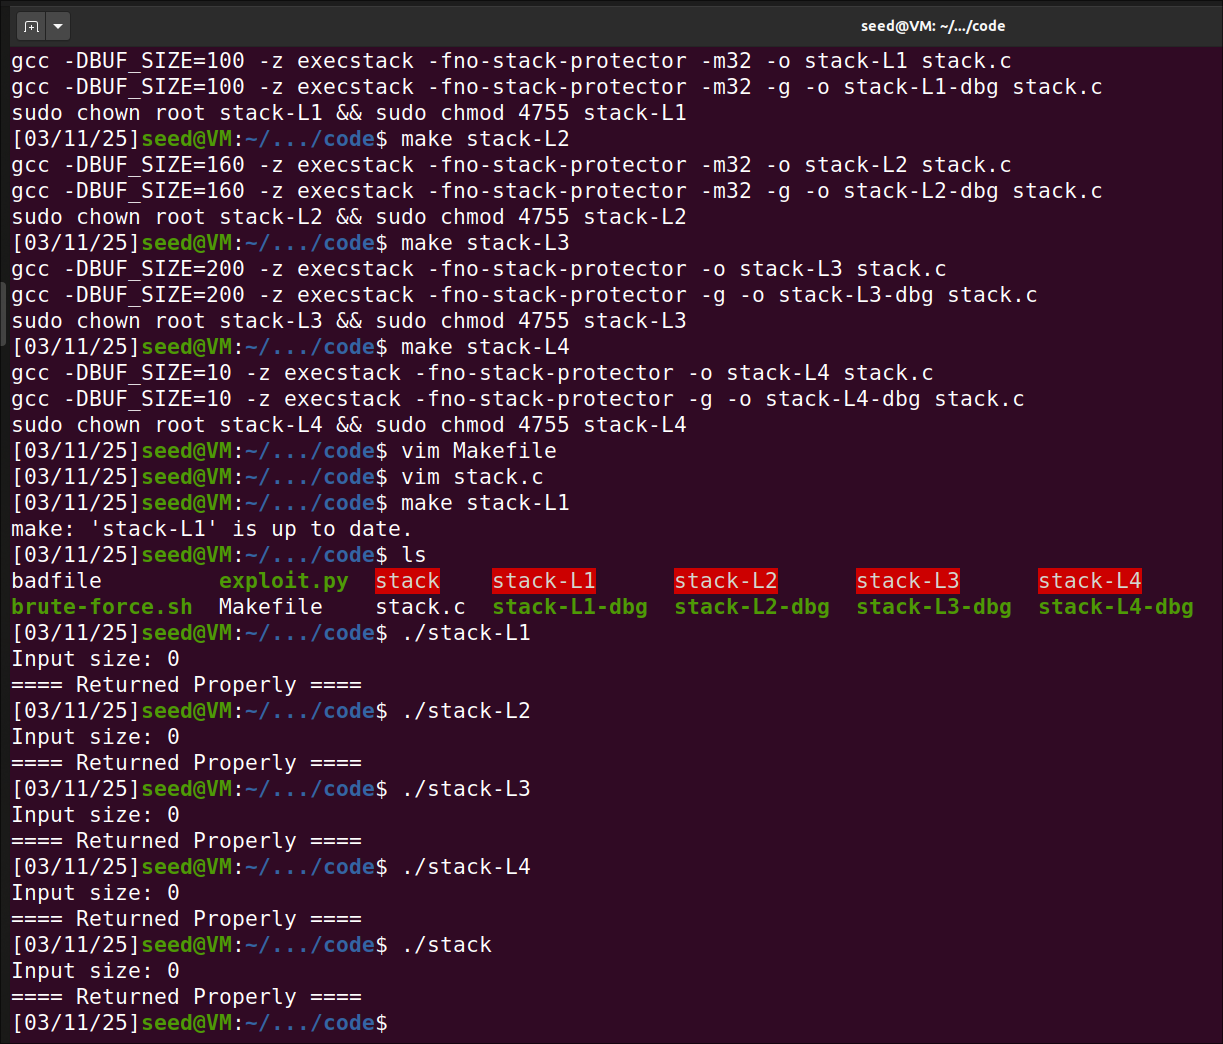 seed@VM: ~/.../code
gcc -DBUF_SIZE=100 -z execstack -fno-stack-protector -m32 -o stack-L1 stack.c
gcc -DBUF_SIZE=100 -z execstack -fno-stack-protector -m32 -g -o stack-L1-dbg stack.c
sudo chown root stack-L1 && sudo chmod 4755 stack-L1
[03/11/25]seed@VM:~/.../code$ make stack-L2
gcc -DBUF_SIZE=160 -z execstack -fno-stack-protector -m32 -o stack-L2 stack.c
gcc -DBUF_SIZE=160 -z execstack -fno-stack-protector -m32 -g -o stack-L2-dbg stack.c
sudo chown root stack-L2 && sudo chmod 4755 stack-L2
[03/11/25]seed@VM:~/.../code$ make stack-L3
gcc -DBUF_SIZE=200 -z execstack -fno-stack-protector -o stack-L3 stack.c
gcc -DBUF_SIZE=200 -z execstack -fno-stack-protector -g -o stack-L3-dbg stack.c
sudo chown root stack-L3 && sudo chmod 4755 stack-L3
[03/11/25]seed@VM:~/.../code$ make stack-L4
gcc -DBUF_SIZE=10 -z execstack -fno-stack-protector -o stack-L4 stack.c
gcc -DBUF_SIZE=10 -z execstack -fno-stack-protector -g -o stack-L4-dbg stack.c
sudo chown root stack-L4 && sudo chmod 4755 stack-L4
[03/11/25]seed@VM:~/.../code$ vim Makefile
[03/11/25]seed@VM:~/.../code$ vim stack.c
[03/11/25]seed@VM:~/.../code$ make stack-L1
make: 'stack-L1' is up to date.
[03/11/25]seed@VM:~/.../code$ ls
badfile         exploit.py  stack    stack-L1      stack-L2      stack-L3      stack-L4
brute-force.sh  Makefile    stack.c  stack-L1-dbg  stack-L2-dbg  stack-L3-dbg  stack-L4-dbg
[03/11/25]seed@VM:~/.../code$ ./stack-L1
Input size: 0
==== Returned Properly ====
[03/11/25]seed@VM:~/.../code$ ./stack-L2
Input size: 0
==== Returned Properly ====
[03/11/25]seed@VM:~/.../code$ ./stack-L3
Input size: 0
==== Returned Properly ====
[03/11/25]seed@VM:~/.../code$ ./stack-L4
Input size: 0
==== Returned Properly ====
[03/11/25]seed@VM:~/.../code$ ./stack
Input size: 0
==== Returned Properly ====
[03/11/25]seed@VM:~/.../code$